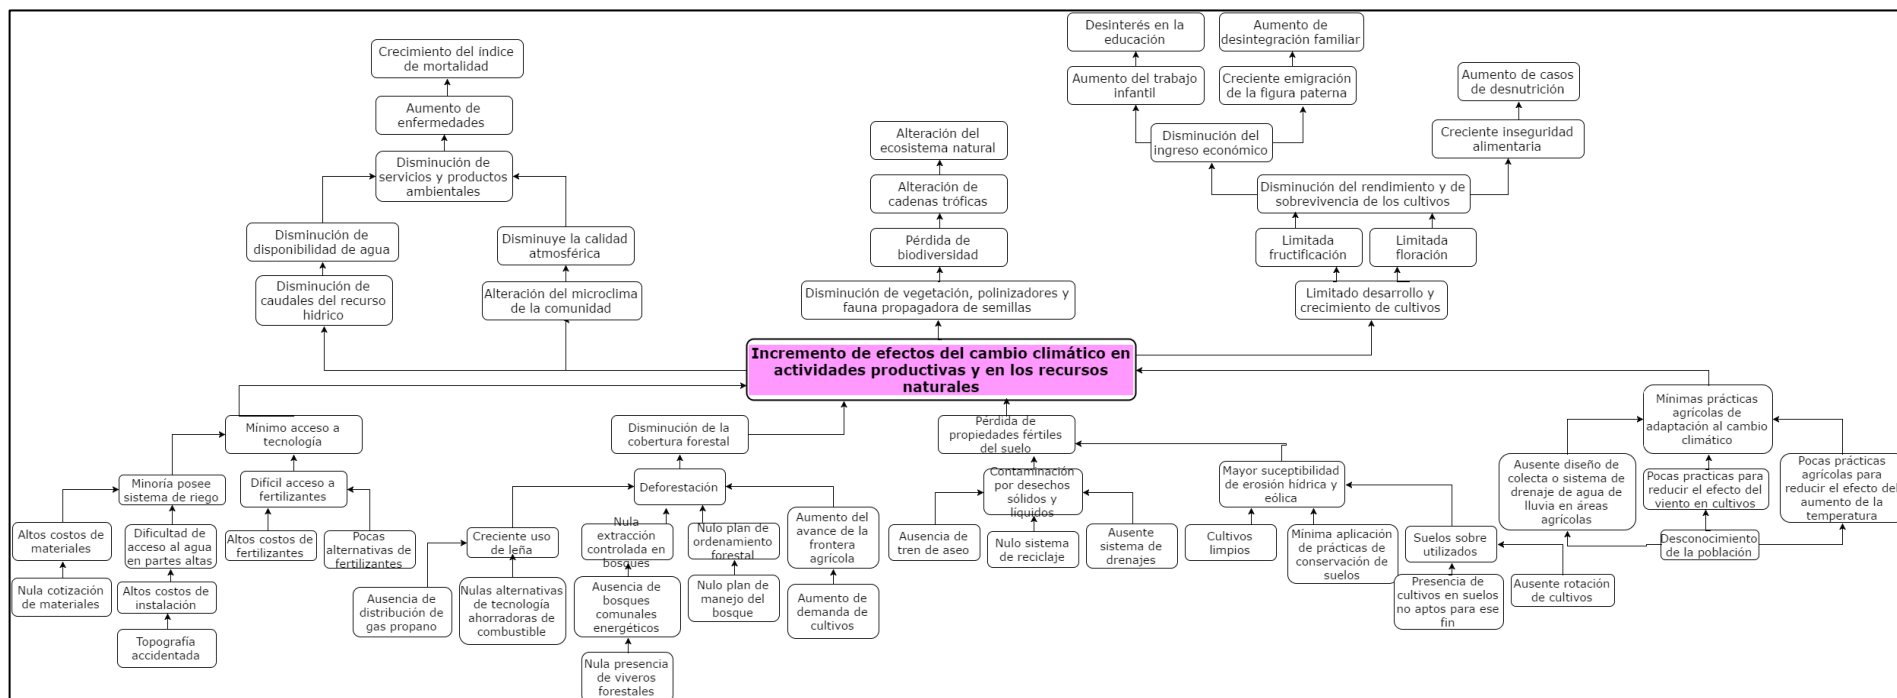 Desinterés en la
educación
Aumento de
desintegración familiar
Crecimiento del índice
de mortalidad
Aumento del trabajo
infantil
Creciente emigración
de la figura paterna
Aumento de casos
de desnutrición
Aumento de
enfermedades
Alteración del
ecosistema natural
Disminución del
ingreso económico
Creciente inseguridad
alimentaria
Disminución de
servicios y productos
ambientales
Alteración de
cadenas tróficas
Disminución del rendimiento y de
sobrevivencia de los cultivos
Disminución de
disponibilidad de agua
Disminuye la calidad
atmosférica
Pérdida de
biodiversidad
Limitada
fructificación
Limitada
floración
Disminución de
caudales del recurso
hidrico
Alteración del microclima
de la comunidad
Disminución de vegetación, polinizadores y
fauna propagadora de semillas
Limitado desarrollo y
crecimiento de cultivos
Incremento de efectos del cambio climático en
actividades productivas y en los recursos
naturales
Mínimo acceso a
tecnología
Disminución de la
cobertura forestal
Pérdida de
propiedades fértiles
del suelo
Mínimas prácticas
agrícolas de
adaptación al cambio
climático
Minoría posee
sistema de riego
Difícil acceso a
fertilizantes
Deforestación
Contaminación
por desechos
sólidos y
líquidos
Mayor suceptibilidad
de erosión hídrica y
eólica
Ausente diseño de
colecta o sistema de
drenaje de agua de
lluvia en áreas
agrícolas
Pocas practicas para
reducir el efecto del
viento en cultivos
Pocas prácticas
agrícolas para
reducir el efecto del
aumento de la
temperatura
Altos costos de
materiales
Dificultad de
acceso al agua
en partes altas
Altos costos de
fertilizantes
Pocas
alternativas de
fertilizantes
Creciente uso
de leña
Nula
extracción
controlada en
bosques
Nulo plan de
ordenamiento
forestal
Aumento del
avance de la
frontera
agrícola
Ausencia de
tren de aseo
Nulo sistema
de reciclaje
Ausente
sistema de
drenajes
Cultivos
limpios
Mínima aplicación
de prácticas de
conservación de
suelos
Suelos sobre
utilizados
Desconocimiento
de la población
Nula cotización
de materiales
Altos costos de
instalación
Ausencia de
distribución de
gas propano
Nulas alternativas
de tecnología
ahorradoras de
combustible
Ausencia de
bosques
comunales
energéticos
Nulo plan de
manejo del
bosque
Aumento de
demanda de
cultivos
Presencia de
cultivos en suelos
no aptos para ese
fin
Ausente rotación
de cultivos
Topografía
accidentada
Nula presencia
de viveros
forestales